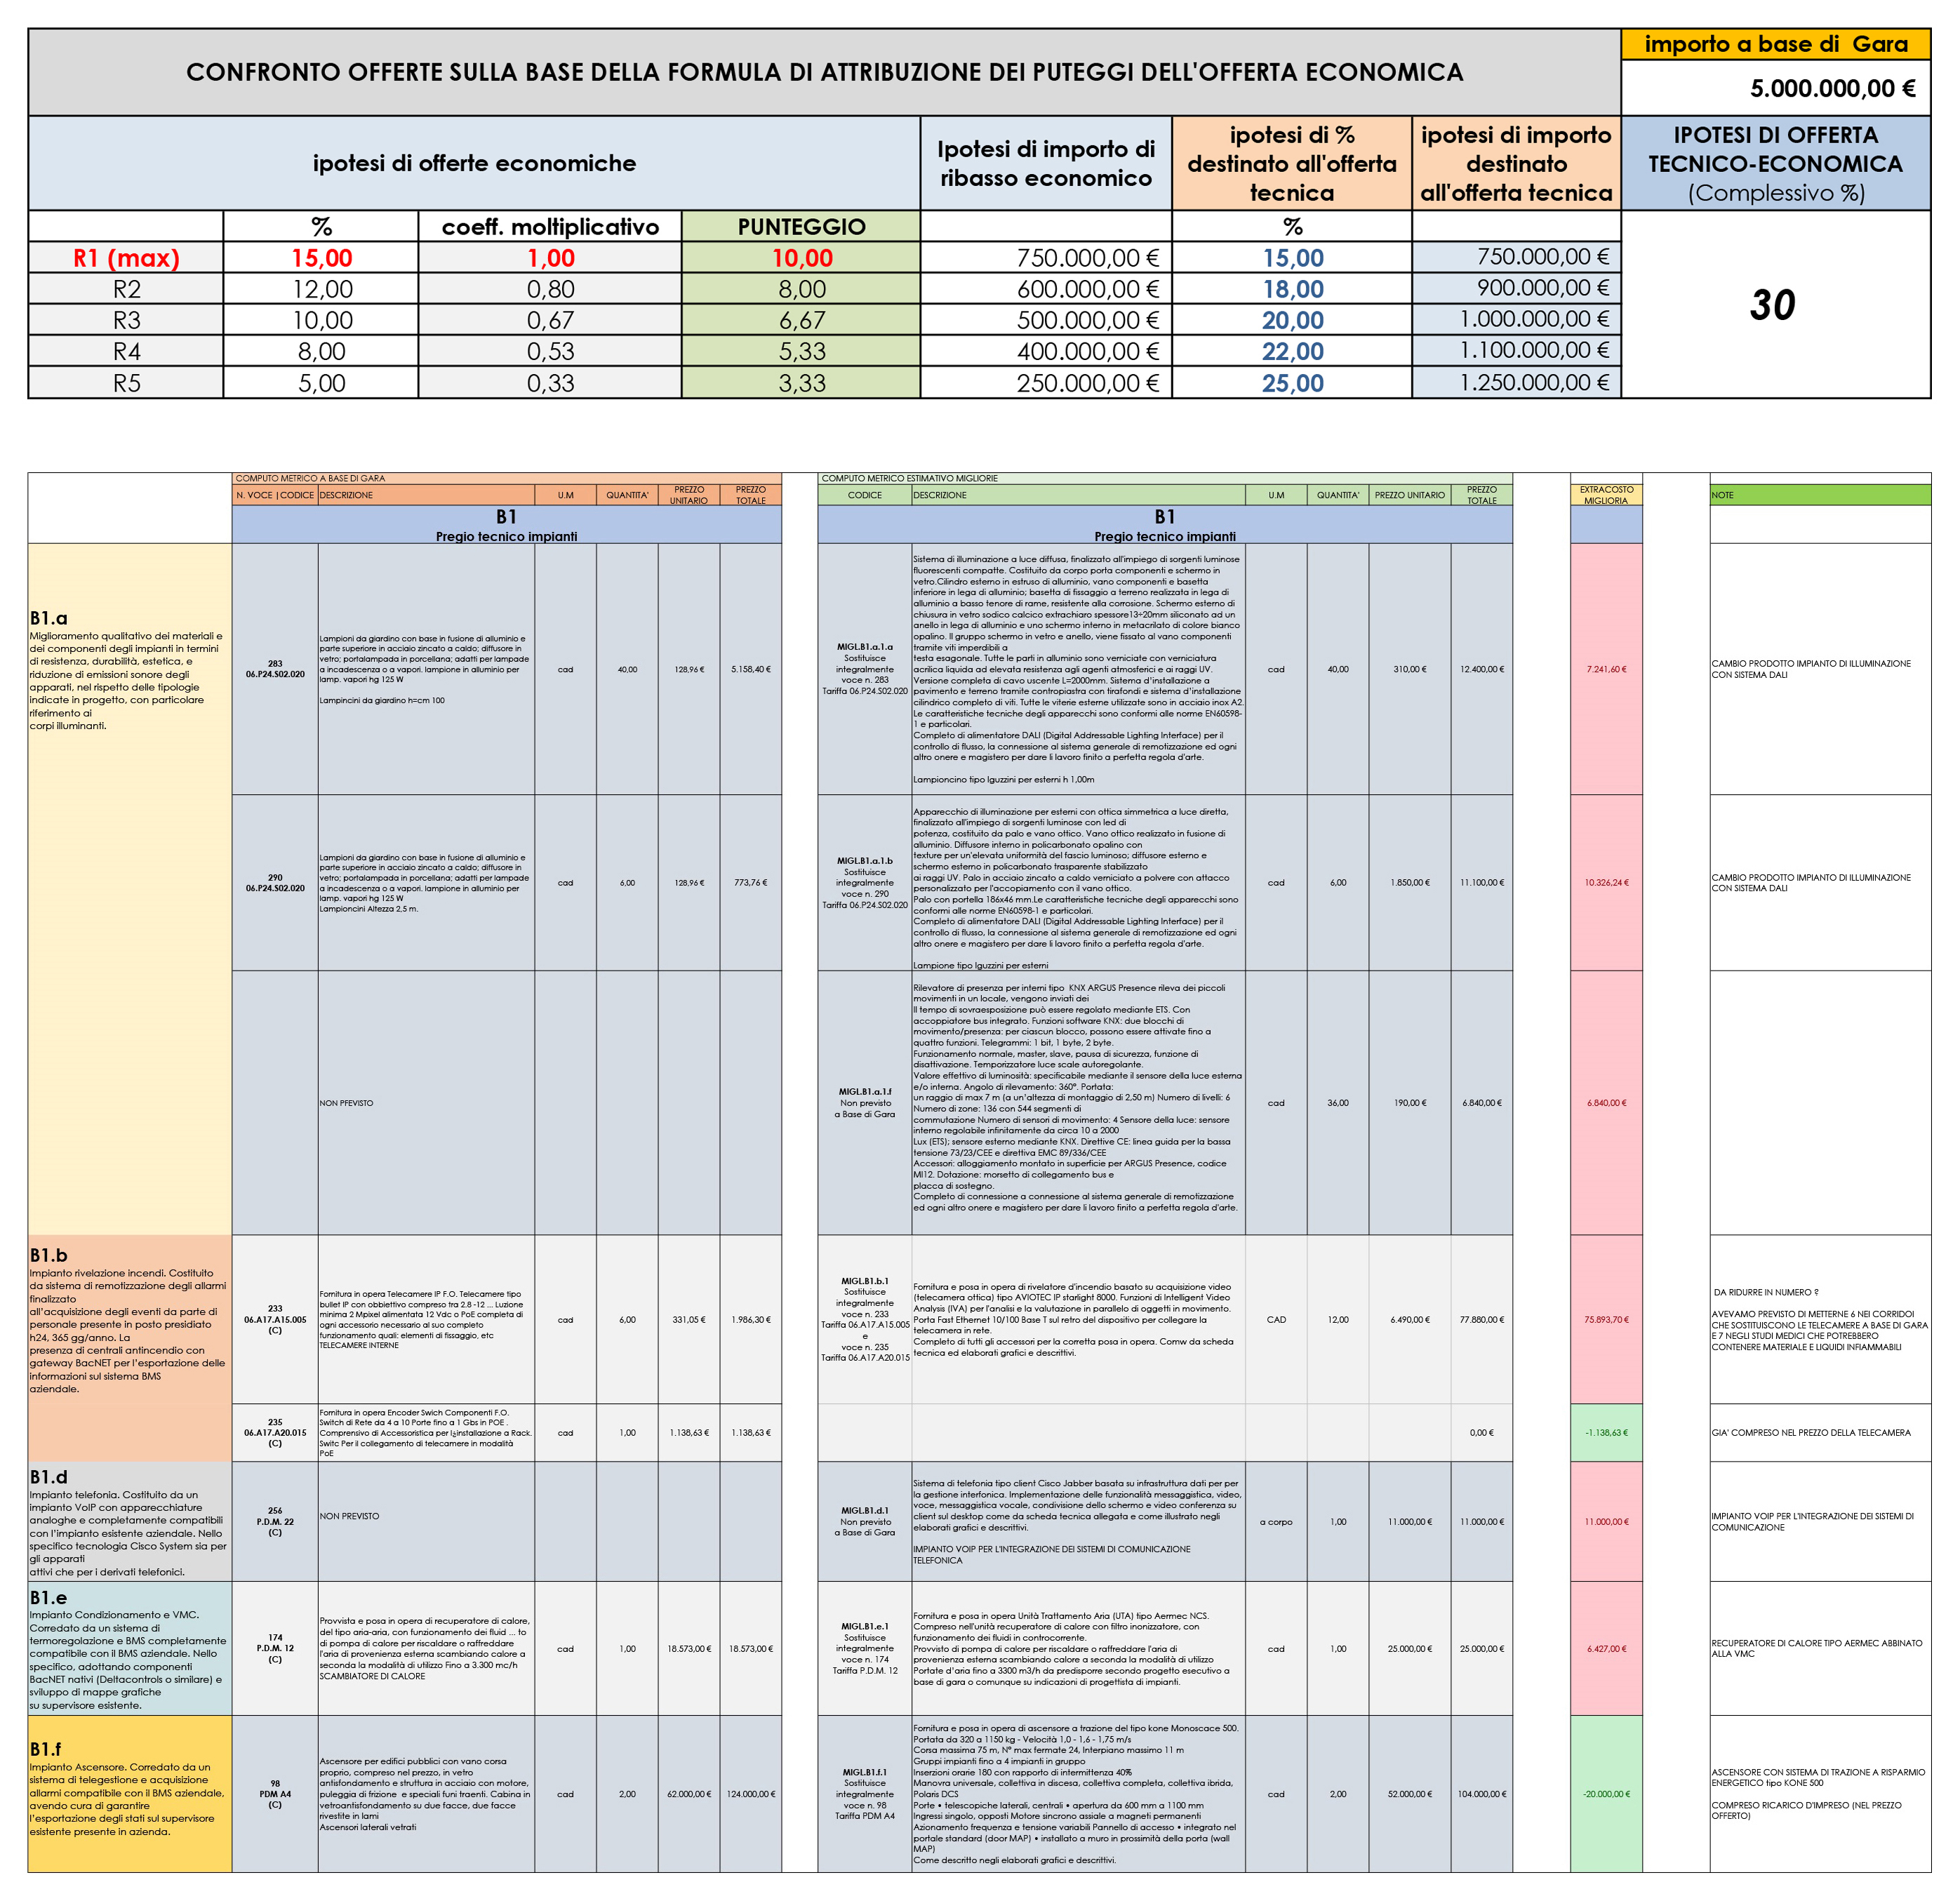 CONFRONTO OFFERTE SULLA BASE DELLA FORMULA DI ATTRIBUZIONE DEI PUTEGGI DELL'OFFERTA ECONOMICA
importo a base di Gara
5.000.000,00 €
ipotesi di offerte economiche
Ipotesi di importo di
ribasso economico
ipotesi di %
destinato all'offerta
tecnica
ipotesi di importo
destinato
all'offerta tecnica
IPOTESI DI OFFERTA
TECNICO-ECONOMICA
(Complessivo %)
% coeff. moltiplicativo PUNTEGGIO %
R1 (max) 15,00 1,00 10,00 750.000,00 € 15,00 750.000,00 €
R2 12,00 0,80 8,00 600.000,00 € 18,00 900.000,00 €
R3 10,00 0,67 6,67 500.000,00 € 20,00 1.000.000,00 €
R4 8,00 0,53 5,33 400.000,00 € 22,00 1.100.000,00 €
R5 5,00 0,33 3,33 250.000,00 € 25,00 1.250.000,00 €
30
COMPUTO METRICO A BASE DI GARA
COMPUTO METRICO ESTIMATIVO MIGLIORIE
N. VOCE |CODICE DESCRIZIONE U.M QUANTITA' PREZZO UNITARIO PREZZO TOTALE
CODICE DESCRIZIONE U.M QUANTITA' PREZZO UNITARIO PREZZO TOTALE
EXTRACOSTO MIGLIORIA
NOTE
B1
Pregio tecnico impianti
B1
Pregio tecnico impianti
B1.a
Miglioramento qualitativo dei materiali e
dei componenti degli impianti in termini
di resistenza, durabilità, estetica, e
riduzione di emissioni sonore degli
apparati, nel rispetto delle tipologie
indicate in progetto, con particolare
riferimento ai
corpi illuminanti.
283
06.P24.S02.020
Lampioni da giardino con base in fusione di alluminio e
parte superiore in acciaio zincato a caldo; diffusore in
vetro; portalampada in porcellana; adatti per lampade
a incadescenza o a vapori. lampione in alluminio per
lamp. vapori hg 125 W
Lampincini da giardino h=cm 100
cad 40,00 128,96 € 5.158,40 €
MIGL.B1.a.1.a
Sostituisce
integralmente
voce n. 283
Tariffa 06.P24.S02.020
Sistema di illuminazione a luce diffusa, finalizzato all'impiego di sorgenti luminose
fluorescenti compatte. Costituito da corpo porta componenti e schermo in
vetro.Cilindro esterno in estruso di alluminio, vano componenti e basetta
inferiore in lega di alluminio; basetta di fissaggio a terreno realizzata in lega di
alluminio a basso tenore di rame, resistente alla corrosione. Schermo esterno di
chiusura in vetro sodico calcico extrachiaro spessore13÷20mm siliconato ad un
anello in lega di alluminio e uno schermo interno in metacrilato di colore bianco
opalino. Il gruppo schermo in vetro e anello, viene fissato al vano componenti
tramite viti imperdibili a
testa esagonale. Tutte le parti in alluminio sono verniciate con verniciatura
acrilica liquida ad elevata resistenza agli agenti atmosferici e ai raggi UV.
Versione completa di cavo uscente L=2000mm. Sistema d'installazione a
pavimento e terreno tramite contropiastra con tirafondi e sistema d'installazione
cilindrico completo di viti. Tutte le viterie esterne utilizzate sono in acciaio inox A2.
Le caratteristiche tecniche degli apparecchi sono conformi alle norme EN60598-
1 e particolari.
Completo di alimentatore DALI (Digital Addressable Lighting Interface) per il
controllo di flusso, la connessione al sistema generale di remotizzazione ed ogni
altro onere e magistero per dare li lavoro finito a perfetta regola d'arte.
Lampioncino tipo Iguzzini per esterni h 1,00m
cad 40,00 310,00 € 12.400,00 €
7.241,60 €
CAMBIO PRODOTTO IMPIANTO DI ILLUMINAZIONE
CON SISTEMA DALI
290
06.P24.S02.020
Lampioni da giardino con base in fusione di alluminio e
parte superiore in acciaio zincato a caldo; diffusore in
vetro; portalampada in porcellana; adatti per lampade
a incadescenza o a vapori. lampione in alluminio per
lamp. vapori hg 125 W
Lampioncini Altezza 2,5 m.
cad 6,00 128,96 € 773,76 €
MIGL.B1.a.1.b
Sostituisce
integralmente
voce n. 290
Tariffa 06.P24.S02.020
Apparecchio di illuminazione per esterni con ottica simmetrica a luce diretta,
finalizzato all'impiego di sorgenti luminose con led di
potenza, costituito da palo e vano ottico. Vano ottico realizzato in fusione di
alluminio. Diffusore interno in policarbonato opalino con
texture per un'elevata uniformità del fascio luminoso; diffusore esterno e
schermo esterno in policarbonato trasparente stabilizzato
ai raggi UV. Palo in acciaio zincato a caldo verniciato a polvere con attacco
personalizzato per l'accopiamento con il vano ottico.
Palo con portella 186x46 mm.Le caratteristiche tecniche degli apparecchi sono
conformi alle norme EN60598-1 e particolari.
Completo di alimentatore DALI (Digital Addressable Lighting Interface) per il
controllo di flusso, la connessione al sistema generale di remotizzazione ed ogni
altro onere e magistero per dare li lavoro finito a perfetta regola d'arte.
Lampione tipo Iguzzini per esterni
cad 6,00 1.850,00 € 11.100,00 €
10.326,24 €
CAMBIO PRODOTTO IMPIANTO DI ILLUMINAZIONE
CON SISTEMA DALI
NON PFEVISTO
MIGL.B1.a.1.f
Non previsto
a Base di Gara
Rilevatore di presenza per interni tipo KNX ARGUS Presence rileva dei piccoli
movimenti in un locale, vengono inviati dei
Il tempo di sovraesposizione può essere regolato mediante ETS. Con
accoppiatore bus integrato. Funzioni software KNX: due blocchi di
movimento/presenza: per ciascun blocco, possono essere attivate fino a
quattro funzioni. Telegrammi: 1 bit, 1 byte, 2 byte.
Funzionamento normale, master, slave, pausa di sicurezza, funzione di
disattivazione. Temporizzatore luce scale autoregolante.
Valore effettivo di luminosità: specificabile mediante il sensore della luce esterna
e/o interna. Angolo di rilevamento: 360°. Portata:
un raggio di max 7 m (a un'altezza di montaggio di 2,50 m) Numero di livelli: 6
Numero di zone: 136 con 544 segmenti di
commutazione Numero di sensori di movimento: 4 Sensore della luce: sensore
interno regolabile infinitamente da circa 10 a 2000
Lux (ETS); sensore esterno mediante KNX. Direttive CE: linea guida per la bassa
tensione 73/23/CEE e direttiva EMC 89/336/CEE
Accessori: alloggiamento montato in superficie per ARGUS Presence, codice
MI12. Dotazione: morsetto di collegamento bus e
placca di sostegno.
Completo di connessione a connessione al sistema generale di remotizzazione
ed ogni altro onere e magistero per dare li lavoro finito a perfetta regola d'arte.
cad 36,00 190,00 € 6.840,00 €
6.840,00 €
B1.b
Impianto rivelazione incendi. Costituito
da sistema di remotizzazione degli allarmi
finalizzato
all'acquisizione degli eventi da parte di
personale presente in posto presidiato
h24, 365 gg/anno. La
presenza di centrali antincendio con
gateway BacNET per l'esportazione delle
informazioni sul sistema BMS
aziendale.
233
06.A17.A15.005
(C)
Fornitura in opera Telecamere IP F.O. Telecamere tipo
bullet IP con obbiettivo compreso tra 2.8 -12 ... Luzione
minima 2 Mpixel alimentata 12 Vdc o PoE completa di
ogni accessorio necessario al suo completo
funzionamento quali: elementi di fissaggio, etc
TELECAMERE INTERNE
cad 6,00 331,05 € 1.986,30 €
MIGL.B1.b.1
Sostituisce
integralmente
voce n. 233
Tariffa 06.A17.A15.005
e
voce n. 235
Tariffa 06.A17.A20.015
Fornitura e posa in opera di rivelatore d'incendio basato su acquisizione video
(telecamera ottica) tipo AVIOTEC IP starlight 8000. Funzioni di Intelligent Video
Analysis (IVA) per l'analisi e la valutazione in parallelo di oggetti in movimento.
Porta Fast Ethernet 10/100 Base T sul retro del dispositivo per collegare la
telecamera in rete.
Completo di tutti gli accessori per la corretta posa in opera. Comw da scheda
tecnica ed elaborati grafici e descrittivi.
CAD 12,00 6.490,00 € 77.880,00 €
75.893,70 €
DA RIDURRE IN NUMERO ?
AVEVAMO PREVISTO DI METTERNE 6 NEI CORRIDOI
CHE SOSTITUISCONO LE TELECAMERE A BASE DI GARA
E 7 NEGLI STUDI MEDICI CHE POTREBBERO
CONTENERE MATERIALE E LIQUIDI INFIAMMABILI
235
06.A17.A20.015
(C)
Fornitura in opera Encoder Swich Componenti F.O.
Switch di Rete da 4 a 10 Porte fino a 1 Gbs in POE .
Comprensivo di Accessoristica per l¿installazione a Rack.
Switc Per il collegamento di telecamere in modalità
PoE
cad 1,00 1.138,63 € 1.138,63 €
0,00 €
-1.138,63 €
GIA' COMPRESO NEL PREZZO DELLA TELECAMERA
B1.d
Impianto telefonia. Costituito da un
impianto VoIP con apparecchiature
analoghe e completamente compatibili
con l'impianto esistente aziendale. Nello
specifico tecnologia Cisco System sia per
gli apparati
attivi che per i derivati telefonici.
256
P.D.M. 22
(C)
NON PREVISTO
MIGL.B1.d.1
Non previsto
a Base di Gara
Sistema di telefonia tipo client Cisco Jabber basata su infrastruttura dati per per
la gestione interfonica. Implementazione delle funzionalità messaggistica, video,
voce, messaggistica vocale, condivisione dello schermo e video conferenza su
client sul desktop come da scheda tecnica allegata e come illustrato negli
elaborati grafici e descrittivi.
IMPIANTO VOIP PER L'INTEGRAZIONE DEI SISTEMI DI COMUNICAZIONE
TELEFONICA
a corpo 1,00 11.000,00 € 11.000,00 €
11.000,00 €
IMPIANTO VOIP PER L'INTEGRAZIONE DEI SISTEMI DI
COMUNICAZIONE
B1.e
Impianto Condizionamento e VMC.
Corredato da un sistema di
termoregolazione e BMS completamente
compatibile con il BMS aziendale. Nello
specifico, adottando componenti
BacNET nativi (Deltacontrols o similare) e
sviluppo di mappe grafiche
su supervisore esistente.
174
P.D.M. 12
(C)
Provvista e posa in opera di recuperatore di calore,
del tipo aria-aria, con funzionamento dei fluid ... to
di pompa di calore per riscaldare o raffreddare
l'aria di provenienza esterna scambiando calore a
seconda la modalità di utilizzo Fino a 3.300 mc/h
SCAMBIATORE DI CALORE
cad 1,00 18.573,00 € 18.573,00 €
MIGL.B1.e.1
Sostituisce
integralmente
voce n. 174
Tariffa P.D.M. 12
Fornitura e posa in opera Unità Trattamento Aria (UTA) tipo Aermec NCS.
Compreso nell'unità recuperatore di calore con filtro inonizzatore, con
funzionamento dei fluidi in controcorrente.
Provvisto di pompa di calore per riscaldare o raffreddare l'aria di
provenienza esterna scambiando calore a seconda la modalità di utilizzo
Portate d'aria fino a 3300 m3/h da predisporre secondo progetto esecutivo a
base di gara o comunque su indicazioni di progettista di impianti.
cad 1,00 25.000,00 € 25.000,00 €
6.427,00 €
RECUPERATORE DI CALORE TIPO AERMEC ABBINATO
ALLA VMC
B1.f
Impianto Ascensore. Corredato da un
sistema di telegestione e acquisizione
allarmi compatibile con il BMS aziendale,
avendo cura di garantire
l'esportazione degli stati sul supervisore
esistente presente in azienda.
98
PDM A4
(C)
Ascensore per edifici pubblici con vano corsa
proprio, compreso nel prezzo, in vetro
antisfondamento e struttura in acciaio con motore,
puleggia di frizione e speciali funi traenti. Cabina in
vetroantisfondamento su due facce, due facce
rivestite in lami
Ascensori laterali vetrati
cad 2,00 62.000,00 € 124.000,00 €
MIGL.B1.f.1
Sostituisce
integralmente
voce n. 98
Tariffa PDM A4
Fornitura e posa in opera di ascensore a trazione del tipo kone Monoscace 500.
Portata da 320 a 1150 kg - Velocità 1,0 - 1,6 - 1,75 m/s
Corsa massima 75 m, N° max fermate 24, Interpiano massimo 11 m
Gruppi impianti fino a 4 impianti in gruppo
Inserzioni orarie 180 con rapporto di intermittenza 40%
Manovra universale, collettiva in discesa, collettiva completa, collettiva ibrida,
Polaris DCS
Porte • telescopiche laterali, centrali • apertura da 600 mm a 1100 mm
Ingressi singolo, opposti Motore sincrono assiale a magneti permanenti
Azionamento frequenza e tensione variabili Pannello di accesso • integrato nel
portale standard (door MAP) • installato a muro in prossimità della porta (wall
MAP)
Come descritto negli elaborati grafici e descrittivi.
cad 2,00 52.000,00 € 104.000,00 €
-20.000,00 €
ASCENSORE CON SISTEMA DI TRAZIONE A RISPARMIO
ENERGETICO tipo KONE 500
COMPRESO RICARICO D'IMPRESO (NEL PREZZO
OFFERTO)